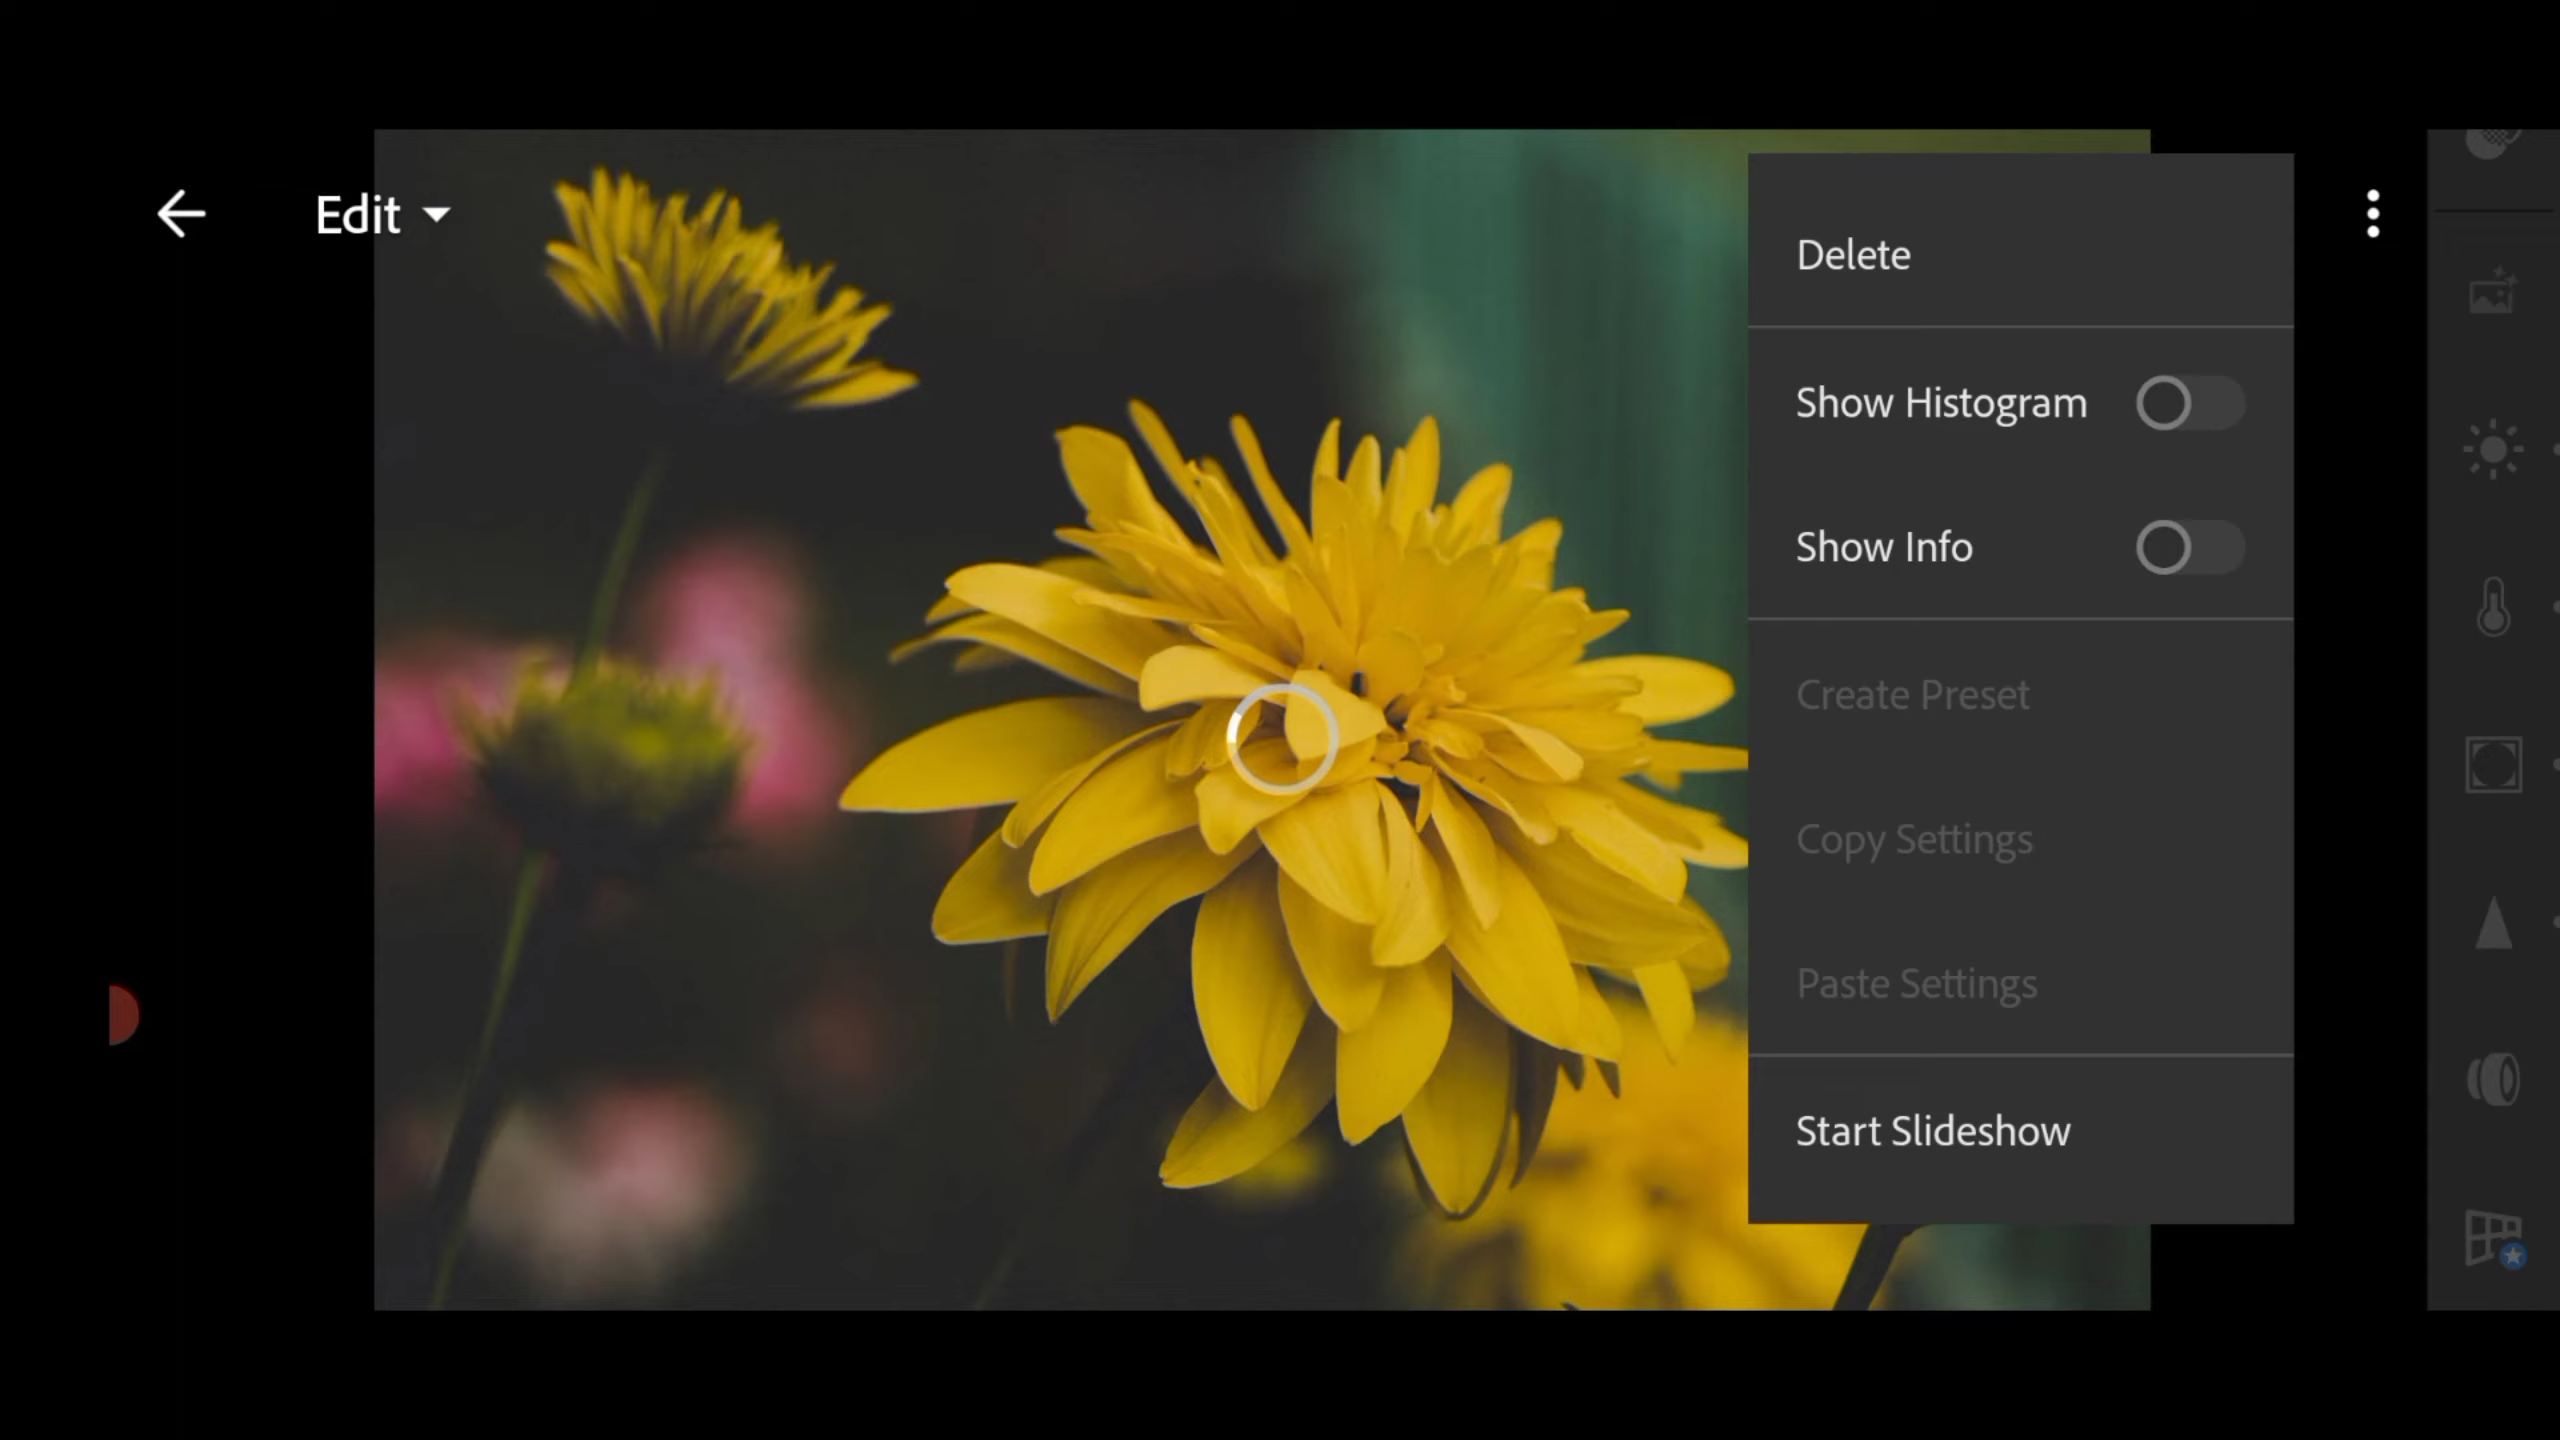 Edit
Delete
Show Histogram
Show Info
Create Preset
Copy Settings
Paste Settings
Start Slideshow